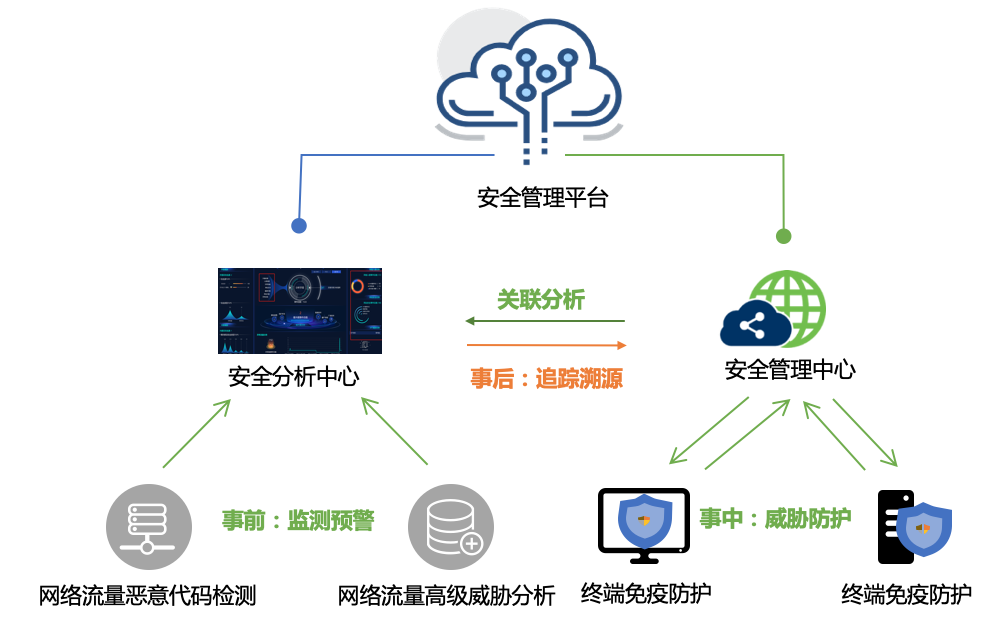 安全管理平台
关联分析
事后：追踪溯源
安全分析中心
安全管理中心
事前：监测预警
事中：威胁防护
网络流量恶意代码检测
网络流量高级威胁分析
终端免疫防护
终端免疫防护